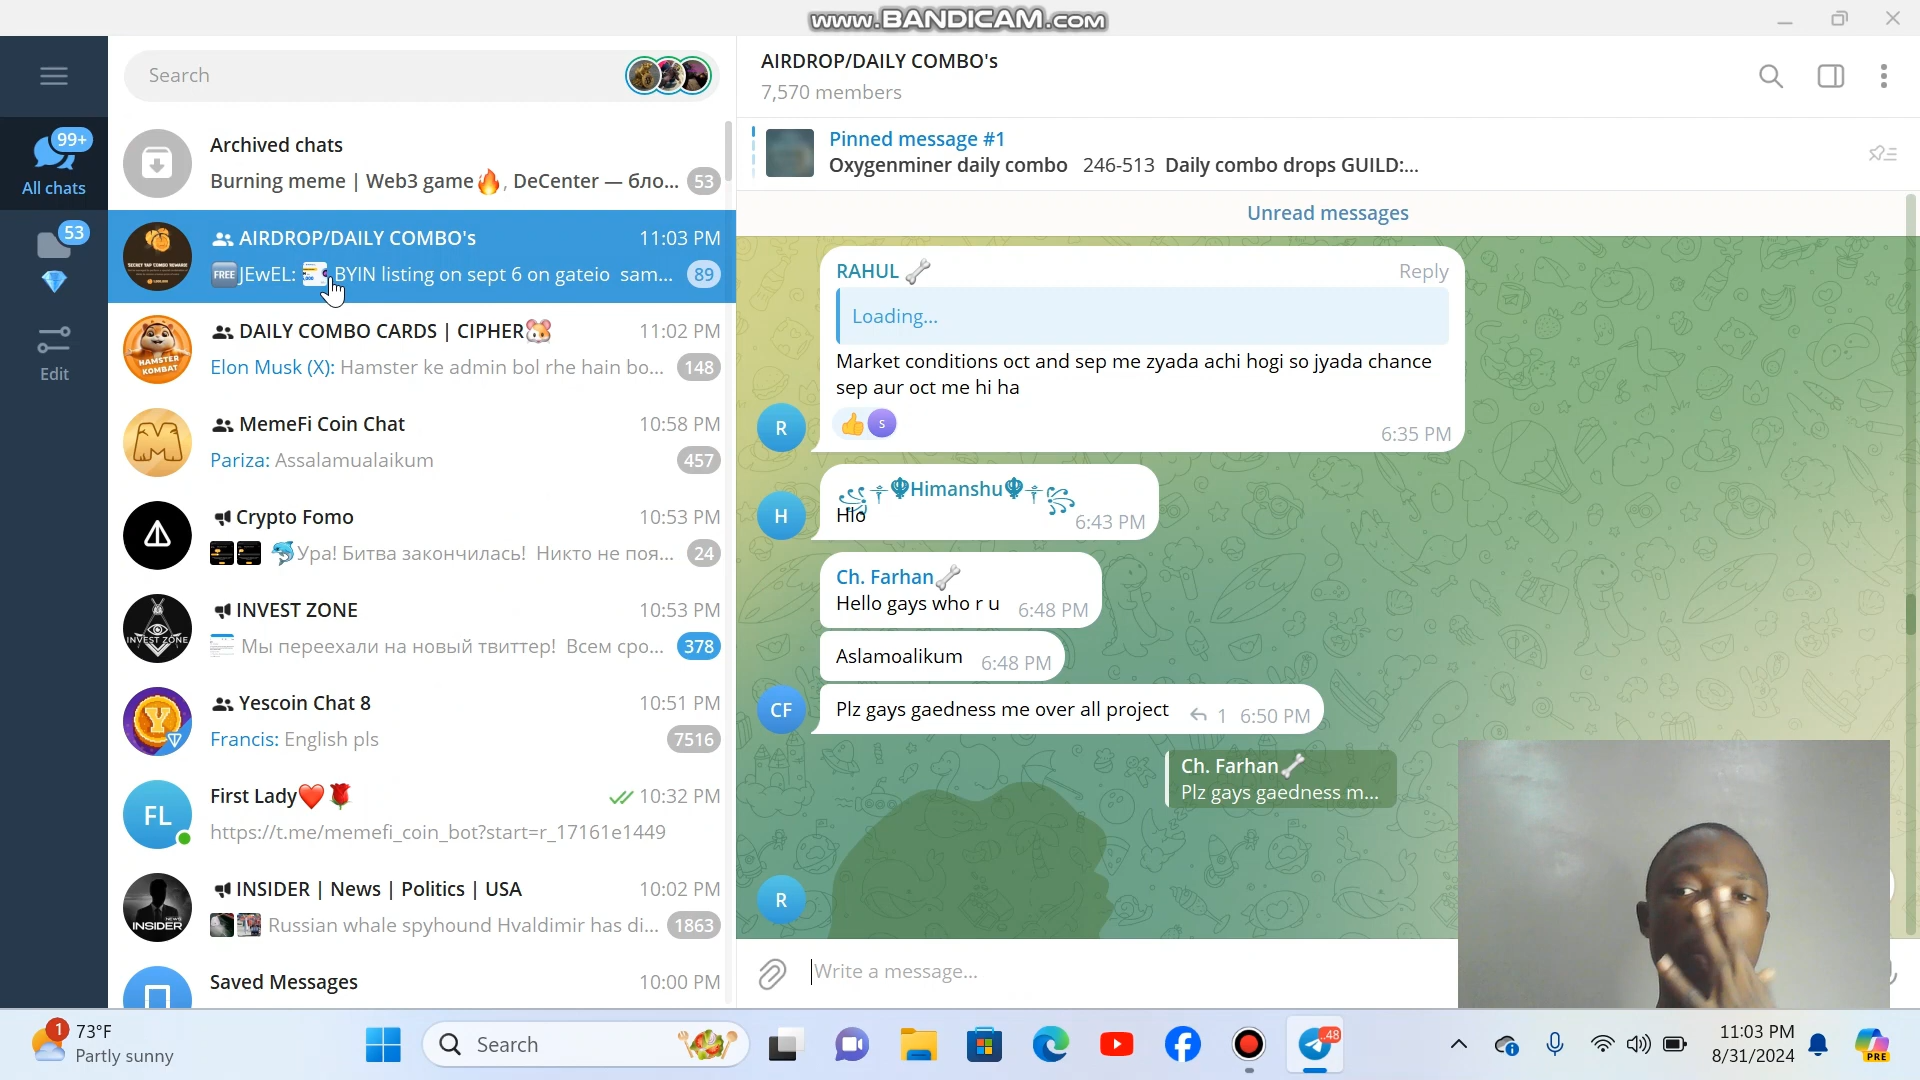 www.BANDICAM.com
Search
99+
All chats
53
Edit
Archived chats
Burning meme | Web3 game🔥, DeCenter — бло... 53
AIRDROP/DAILY COMBO's 11:03 PM
🆓JEwEL: BYIN listing on sept 6 on gateio sam... 89
DAILY COMBO CARDS | CIPHER🐹 11:02 PM
Elon Musk (X): Hamster ke admin bol rhe hain bo... 148
HAMSTER
KOMBAT
MemeFi Coin Chat 10:58 PM
Pariza: Assalamualaikum 457
Crypto Fomo 10:53 PM
🐬Ура! Битва закончилась! Никто не поя... 24
INVEST ZONE 10:53 PM
Мы переехали на новый твиттер! Всем сро... 378
INVEST ZONE
Yescoin Chat 8 10:51 PM
Francis: English pls 7516
First Lady❤️🌹 10:32 PM
FL
https://t.me/memefi_coin_bot?start=r_17161e1449
INSIDER | News | Politics | USA 10:02 PM
Russian whale spyhound Hvaldimir has di... 1863
INSIDER
Saved Messages 10:00 PM
AIRDROP/DAILY COMBO's
7,570 members
Pinned message #1
Oxygenminer daily combo 246-513 Daily combo drops GUILD:...
Unread messages
RAHUL🦴 Reply
Loading...
Market conditions oct and sep me zyada achi hogi so jyada chance
sep aur oct me hi ha
R
s
6:35 PM
꧁༒☬Himanshu☬༒꧂
H
Hlo 6:43 PM
Ch. Farhan🦴
Hello gays who r u 6:48 PM
Aslamoalikum 6:48 PM
CF
Plz gays gaedness me over all project 1 6:50 PM
Ch. Farhan🦴
Plz gays gaedness m...
R
Write a message...
1
73°F
Partly sunny
Search
48
11:03 PM
8/31/2024
PRE